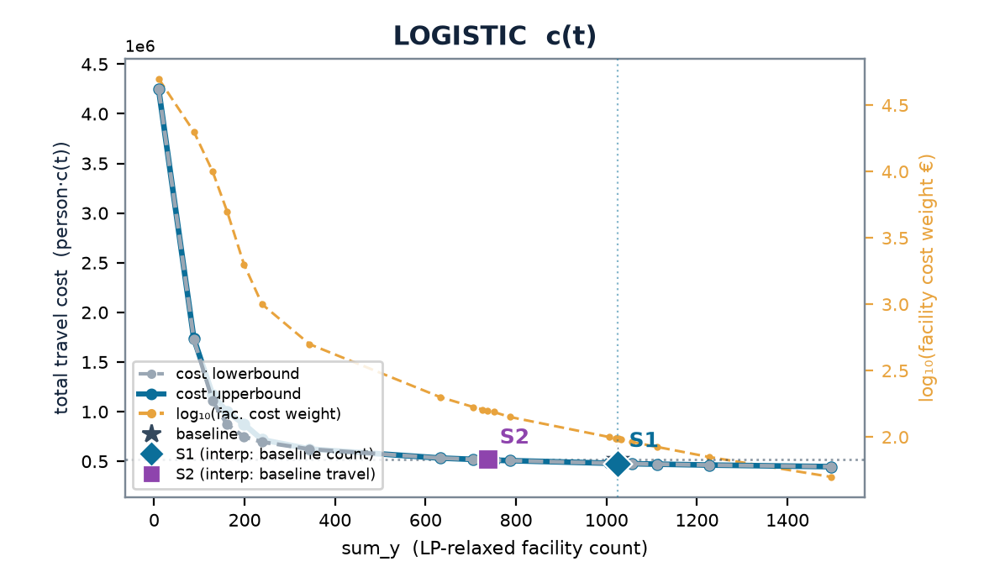 LOGISTIC c(t)
1e6
4.5
4.0
3.5
3.0
2.5
2.0
1.5
1.0
0.5
total travel cost (person·c(t))
4.5
4.0
3.5
3.0
2.5
2.0
log₁₀(facility cost weight €)
cost lowerbound
cost upperbound
log₁₀(fac. cost weight)
baseline
S1 (interp: baseline count)
S2 (interp: baseline travel)
S2
S1
0
200
400
600
800
1000
1200
1400
sum_y (LP-relaxed facility count)